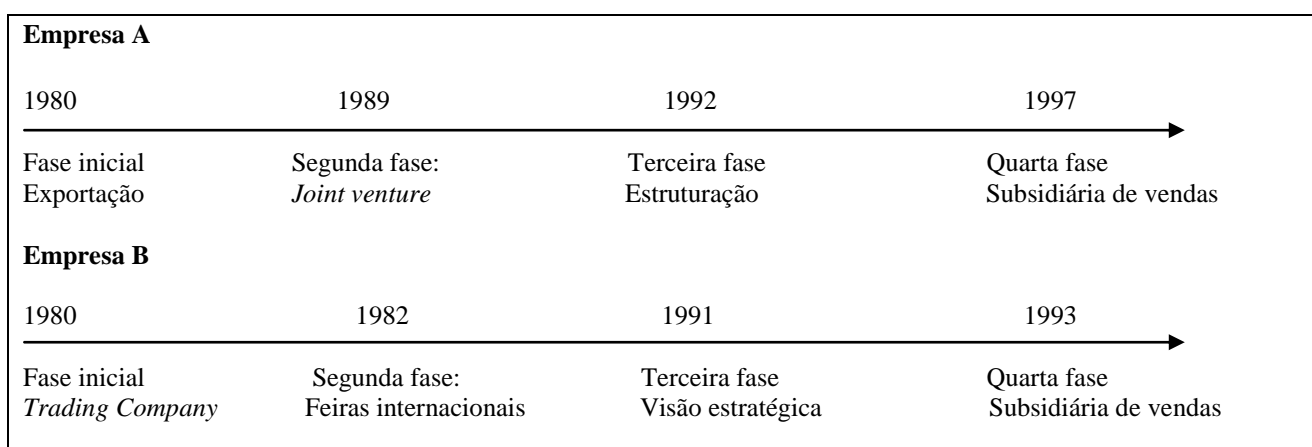 Empresa A
1980 1989 1992 1997
Fase inicial Segunda fase: Terceira fase Quarta fase
Exportação Joint venture Estruturação Subsidiária de vendas
Empresa B
1980 1982 1991 1993
Fase inicial Segunda fase: Terceira fase Quarta fase
Trading Company Feiras internacionais Visão estratégica Subsidiária de vendas